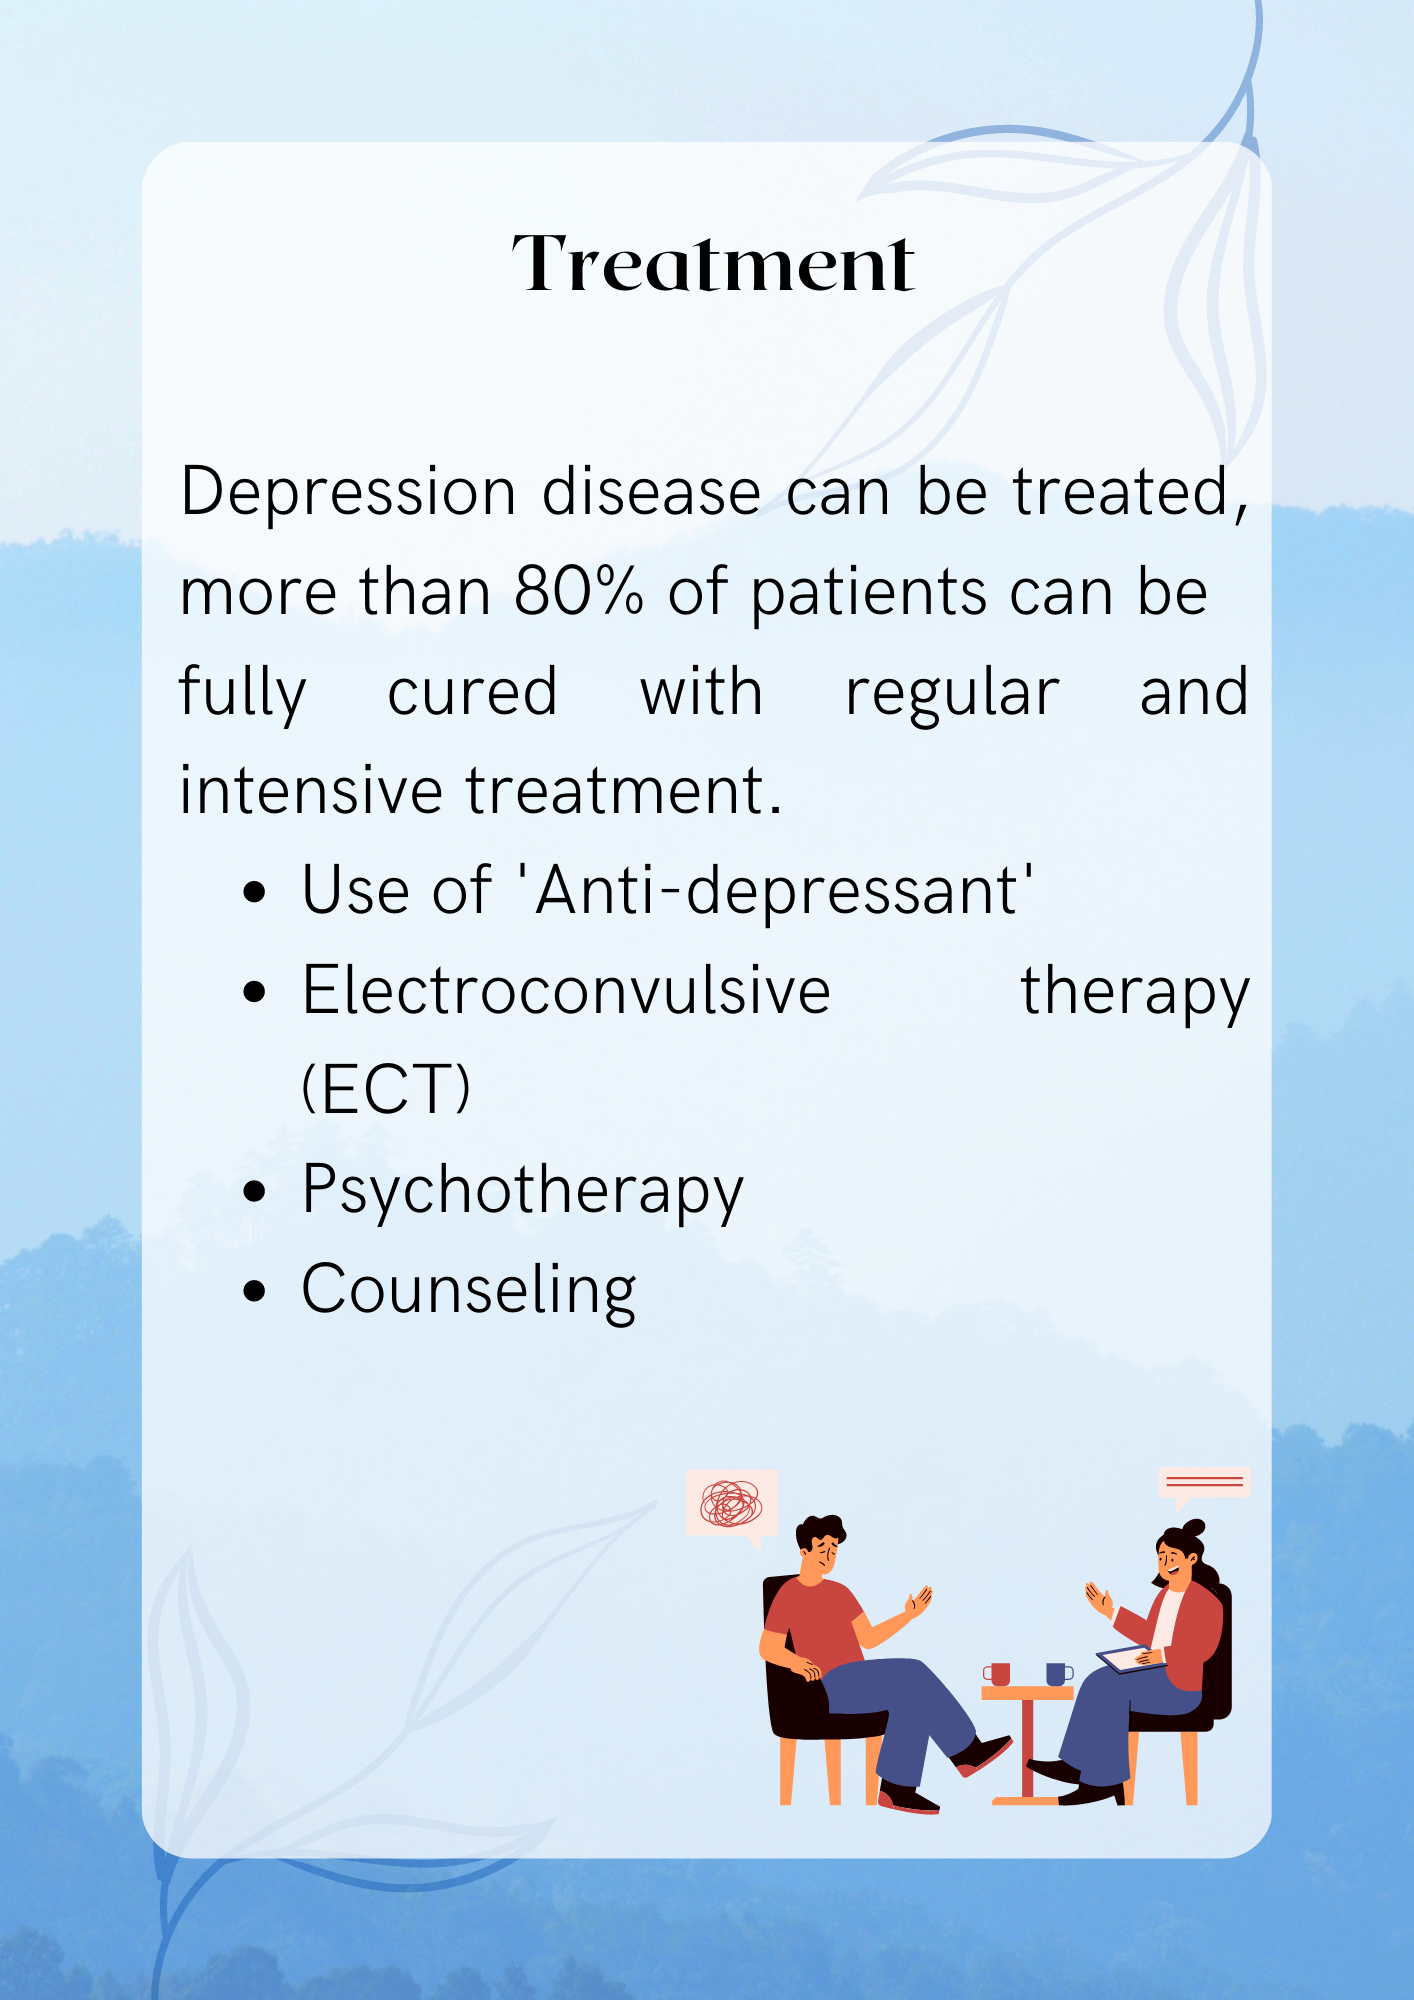 Treatment
Depression disease can be treated,
more than 80% of patients can be
fully cured with regular and
intensive treatment.
• Use of 'Anti-depressant'
• Electroconvulsive therapy
(ECT)
• Psychotherapy
• Counseling